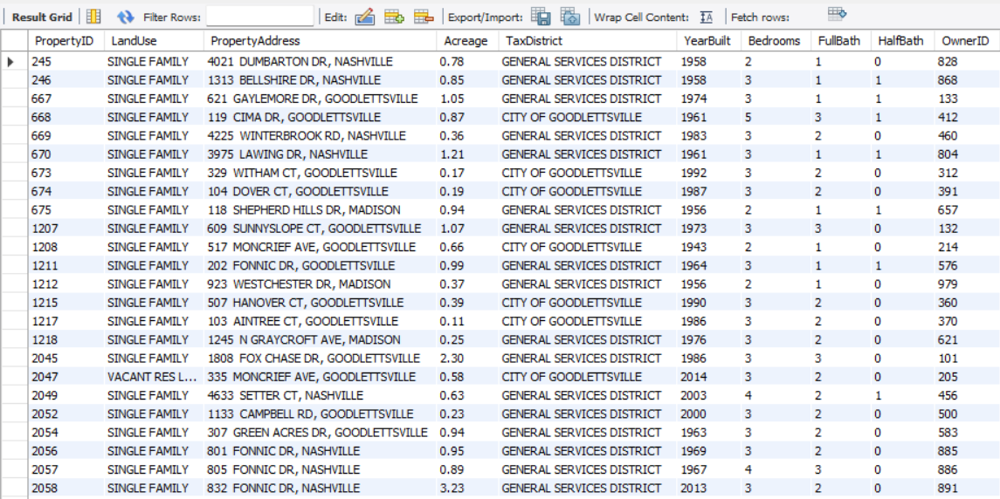 Result Grid Filter Rows: Edit: Export/Import: Wrap Cell Content: Fetch rows:
PropertyID LandUse PropertyAddress Acreage TaxDistrict YearBuilt Bedrooms FullBath HalfBath OwnerID
245 SINGLE FAMILY 4021 DUMBARTON DR, NASHVILLE 0.78 GENERAL SERVICES DISTRICT 1958 2 1 0 828
246 SINGLE FAMILY 1313 BELLSHIRE DR, NASHVILLE 0.85 GENERAL SERVICES DISTRICT 1958 3 1 1 868
667 SINGLE FAMILY 621 GAYLEMORE DR, GOODLETTSVILLE 1.05 GENERAL SERVICES DISTRICT 1974 3 1 1 133
668 SINGLE FAMILY 119 CIMA DR, GOODLETTSVILLE 0.87 CITY OF GOODLETTSVILLE 1961 5 3 1 412
669 SINGLE FAMILY 4225 WINTERBROOK RD, NASHVILLE 0.36 GENERAL SERVICES DISTRICT 1983 3 2 0 460
670 SINGLE FAMILY 3975 LAWING DR, NASHVILLE 1.21 GENERAL SERVICES DISTRICT 1961 3 1 1 804
673 SINGLE FAMILY 329 WITHAM CT, GOODLETTSVILLE 0.17 CITY OF GOODLETTSVILLE 1992 3 2 0 312
674 SINGLE FAMILY 104 DOVER CT, GOODLETTSVILLE 0.19 CITY OF GOODLETTSVILLE 1987 3 2 0 391
675 SINGLE FAMILY 118 SHEPHERD HILLS DR, MADISON 0.94 GENERAL SERVICES DISTRICT 1956 2 1 1 657
1207 SINGLE FAMILY 609 SUNNYSLOPE CT, GOODLETTSVILLE 1.07 GENERAL SERVICES DISTRICT 1973 3 3 0 132
1208 SINGLE FAMILY 517 MONCRIEF AVE, GOODLETTSVILLE 0.66 CITY OF GOODLETTSVILLE 1943 2 1 0 214
1211 SINGLE FAMILY 202 FONNIC DR, GOODLETTSVILLE 0.99 GENERAL SERVICES DISTRICT 1964 3 1 1 576
1212 SINGLE FAMILY 923 WESTCHESTER DR, MADISON 0.37 GENERAL SERVICES DISTRICT 1956 2 1 0 979
1215 SINGLE FAMILY 507 HANOVER CT, GOODLETTSVILLE 0.39 CITY OF GOODLETTSVILLE 1990 3 2 0 360
1217 SINGLE FAMILY 103 AINTREE CT, GOODLETTSVILLE 0.11 CITY OF GOODLETTSVILLE 1986 3 2 0 370
1218 SINGLE FAMILY 1245 N GRAYCROFT AVE, MADISON 0.25 GENERAL SERVICES DISTRICT 1976 3 2 0 621
2045 SINGLE FAMILY 1808 FOX CHASE DR, GOODLETTSVILLE 2.30 GENERAL SERVICES DISTRICT 1986 3 3 0 101
2047 VACANT RES L... 335 MONCRIEF AVE, GOODLETTSVILLE 0.58 CITY OF GOODLETTSVILLE 2014 3 2 0 205
2049 SINGLE FAMILY 4633 SETTER CT, NASHVILLE 0.63 GENERAL SERVICES DISTRICT 2003 4 2 1 456
2052 SINGLE FAMILY 1133 CAMPBELL RD, GOODLETTSVILLE 0.23 GENERAL SERVICES DISTRICT 2000 3 2 0 500
2054 SINGLE FAMILY 307 GREEN ACRES DR, GOODLETTSVILLE 0.94 GENERAL SERVICES DISTRICT 1963 3 2 0 583
2056 SINGLE FAMILY 801 FONNIC DR, NASHVILLE 0.95 GENERAL SERVICES DISTRICT 1969 3 2 0 885
2057 SINGLE FAMILY 805 FONNIC DR, NASHVILLE 0.89 GENERAL SERVICES DISTRICT 1967 4 3 0 886
2058 SINGLE FAMILY 832 FONNIC DR, NASHVILLE 3.23 GENERAL SERVICES DISTRICT 2013 3 2 0 891